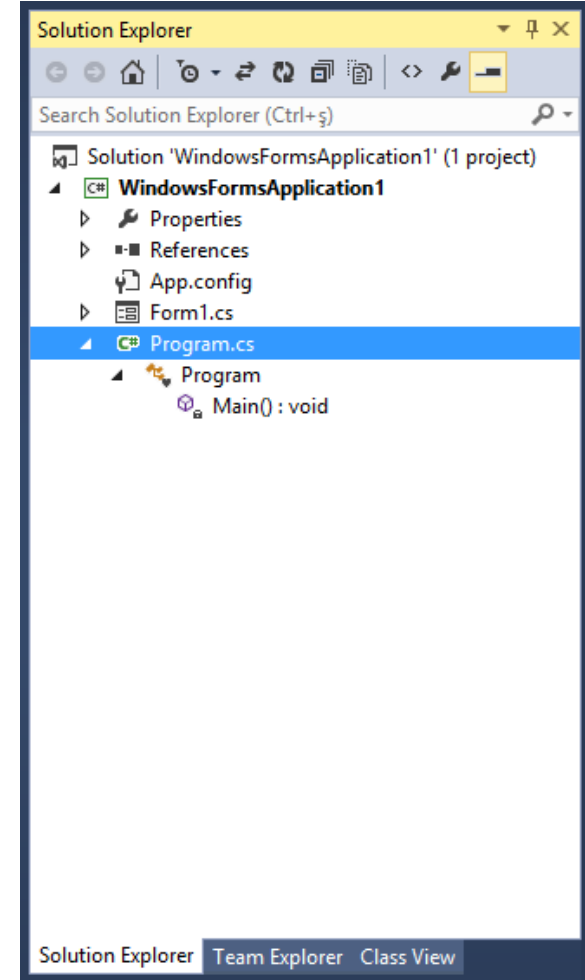 Solution Explorer
Search Solution Explorer (Ctrl+ş)
Solution 'WindowsFormsApplication1' (1 project)
C# WindowsFormsApplication1
Properties
References
App.config
Form1.cs
C# Program.cs
Program
Main() : void
Solution Explorer Team Explorer Class View